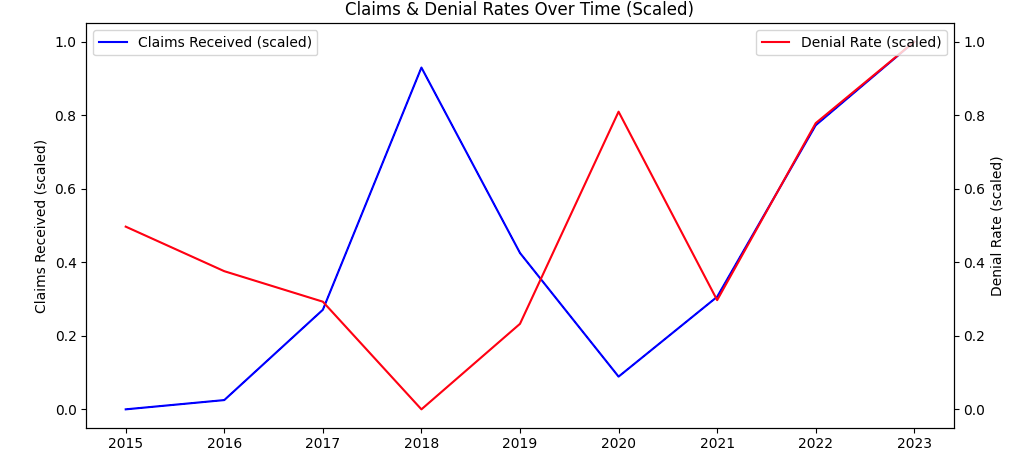 Claims & Denial Rates Over Time (Scaled)
Claims Received (scaled)
Denial Rate (scaled)
1.0
0.8
0.6
0.4
0.2
0.0
Claims Received (scaled)
1.0
0.8
0.6
0.4
0.2
0.0
Denial Rate (scaled)
2015 2016 2017 2018 2019 2020 2021 2022 2023